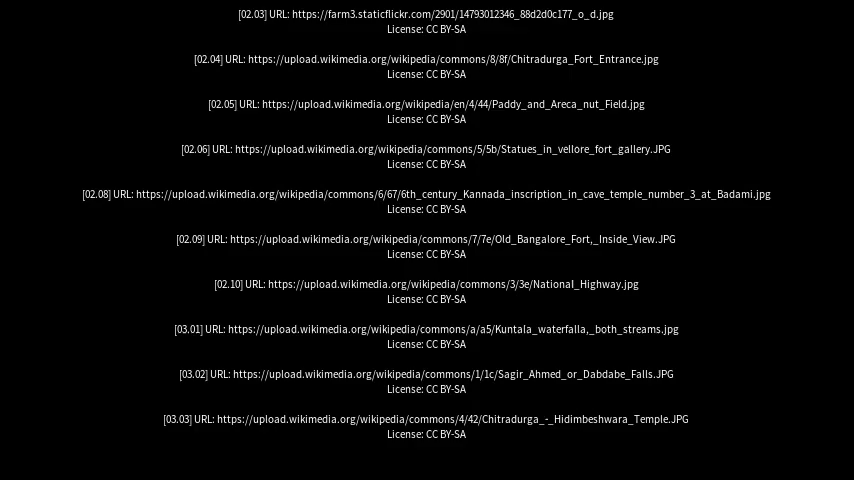 [02.03] URL: https://farm3.staticflickr.com/2901/14793012346_88d2d0c177_o_d.jpg
License: CC BY-SA
[02.04] URL: https://upload.wikimedia.org/wikipedia/commons/8/8f/Chitradurga_Fort_Entrance.jpg
License: CC BY-SA
[02.05] URL: https://upload.wikimedia.org/wikipedia/en/4/44/Paddy_and_Areca_nut_Field.jpg
License: CC BY-SA
[02.06] URL: https://upload.wikimedia.org/wikipedia/commons/5/5b/Statues_in_vellore_fort_gallery.JPG
License: CC BY-SA
[02.08] URL: https://upload.wikimedia.org/wikipedia/commons/6/67/6th_century_Kannada_inscription_in_cave_temple_number_3_at_Badami.jpg
License: CC BY-SA
[02.09] URL: https://upload.wikimedia.org/wikipedia/commons/7/7e/Old_Bangalore_Fort,_Inside_View.JPG
License: CC BY-SA
[02.10] URL: https://upload.wikimedia.org/wikipedia/commons/3/3e/National_Highway.jpg
License: CC BY-SA
[03.01] URL: https://upload.wikimedia.org/wikipedia/commons/a/a5/Kuntala_waterfalla,_both_streams.jpg
License: CC BY-SA
[03.02] URL: https://upload.wikimedia.org/wikipedia/commons/1/1c/Sagir_Ahmed_or_Dabdabe_Falls.JPG
License: CC BY-SA
[03.03] URL: https://upload.wikimedia.org/wikipedia/commons/4/42/Chitradurga_-_Hidimbeshwara_Temple.JPG
License: CC BY-SA